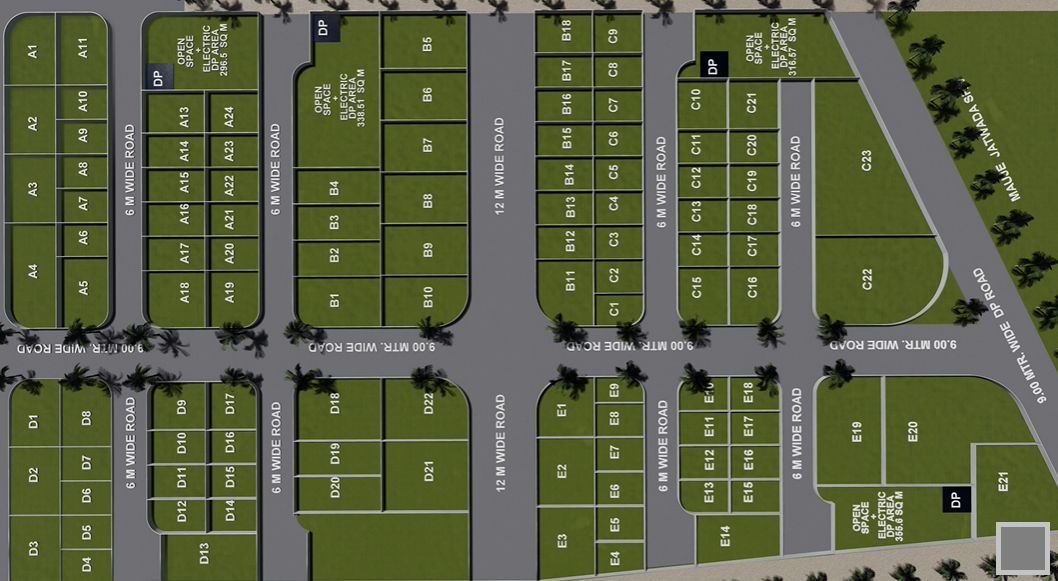 A1
A11
A2
A10
A9
A3
A8
A7
A4
A6
A5
6 M WIDE ROAD
OPEN
SPACE
+
ELECTRIC
DP AREA
296.5 SQ M
DP
A13
A24
A14
A23
A15
A22
A16
A21
A17
A20
A18
A19
6 M WIDE ROAD
DP
OPEN
SPACE
+
ELECTRIC
DP AREA
338.51 SQ M
B5
B6
B7
B4
B8
B3
B2
B9
B1
B10
12 M WIDE ROAD
B18
C9
B17
C8
B16
C7
B15
C6
B14
C5
B13
C4
B12
C3
B11
C2
C1
6 M WIDE ROAD
DP
OPEN
SPACE
+
ELECTRIC
DP AREA
316.57 SQ M
C10
C21
C11
C20
C12
C19
C13
C18
C14
C17
C15
C16
6 M WIDE ROAD
C23
C22
MAUJE JATWADA
9.00 MTR. WIDE DP ROAD
9.00 MTR. WIDE ROAD
9.00 MTR. WIDE ROAD
9.00 MTR. WIDE ROAD
9.00 MTR. WIDE ROAD
D1
D8
D2
D7
D6
D3
D5
D4
6 M WIDE ROAD
D9
D17
D10
D16
D11
D15
D12
D14
D13
6 M WIDE ROAD
D18
D22
D19
D21
D20
12 M WIDE ROAD
E1
E9
E8
E2
E7
E6
E3
E5
E4
6 M WIDE ROAD
E10
E18
E11
E17
E12
E16
E13
E15
E14
6 M WIDE ROAD
E19
E20
OPEN
SPACE
+
ELECTRIC
DP AREA
355.6 SQ M
DP
E21